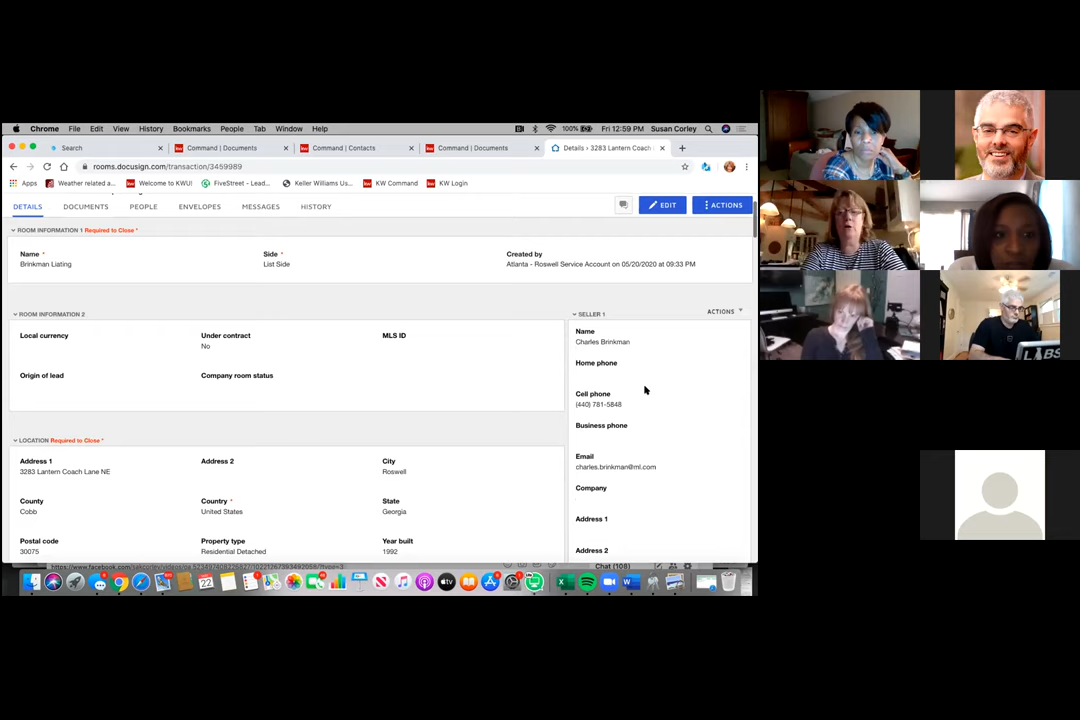 Chrome File Edit View History Bookmarks People Tab Window Help 100% Fri 12:59 PM Susan Corley
Search Command | Documents Command | Contacts Command | Documents Details › 3283 Lantern Coach
rooms.docusign.com/transaction/3459989
Apps Weather related a... Welcome to KWU! FiveStreet - Lead... Keller Williams Us... KW Command KW Login
DETAILS DOCUMENTS PEOPLE ENVELOPES MESSAGES HISTORY EDIT ACTIONS
ROOM INFORMATION 1 Required to Close *
Name * Side * Created by
Brinkman Liating List Side Atlanta - Roswell Service Account on 05/20/2020 at 09:33 PM
ROOM INFORMATION 2
Local currency Under contract MLS ID
No
Origin of lead Company room status
LOCATION Required to Close *
Address 1 Address 2 City
3283 Lantern Coach Lane NE Roswell
County Country * State
Cobb United States Georgia
Postal code Property type Year built
30075 Residential Detached 1992
ACTIONS
SELLER 1
Name
Charles Brinkman
Home phone
Cell phone
(440) 781-5848
Business phone
Email
charles.brinkman@ml.com
Company
Address 1
Address 2
Chat (108)